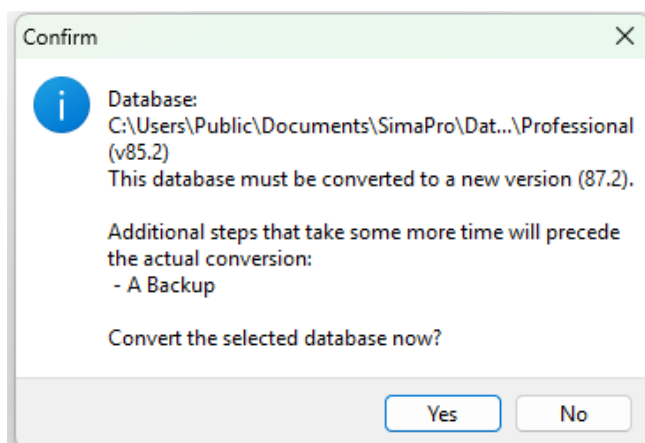 Confirm
Database:
C:\Users\Public\Documents\SimaPro\Dat...\Professional
(v85.2)
This database must be converted to a new version (87.2).
Additional steps that take some more time will precede
the actual conversion:
- A Backup
Convert the selected database now?
Yes No